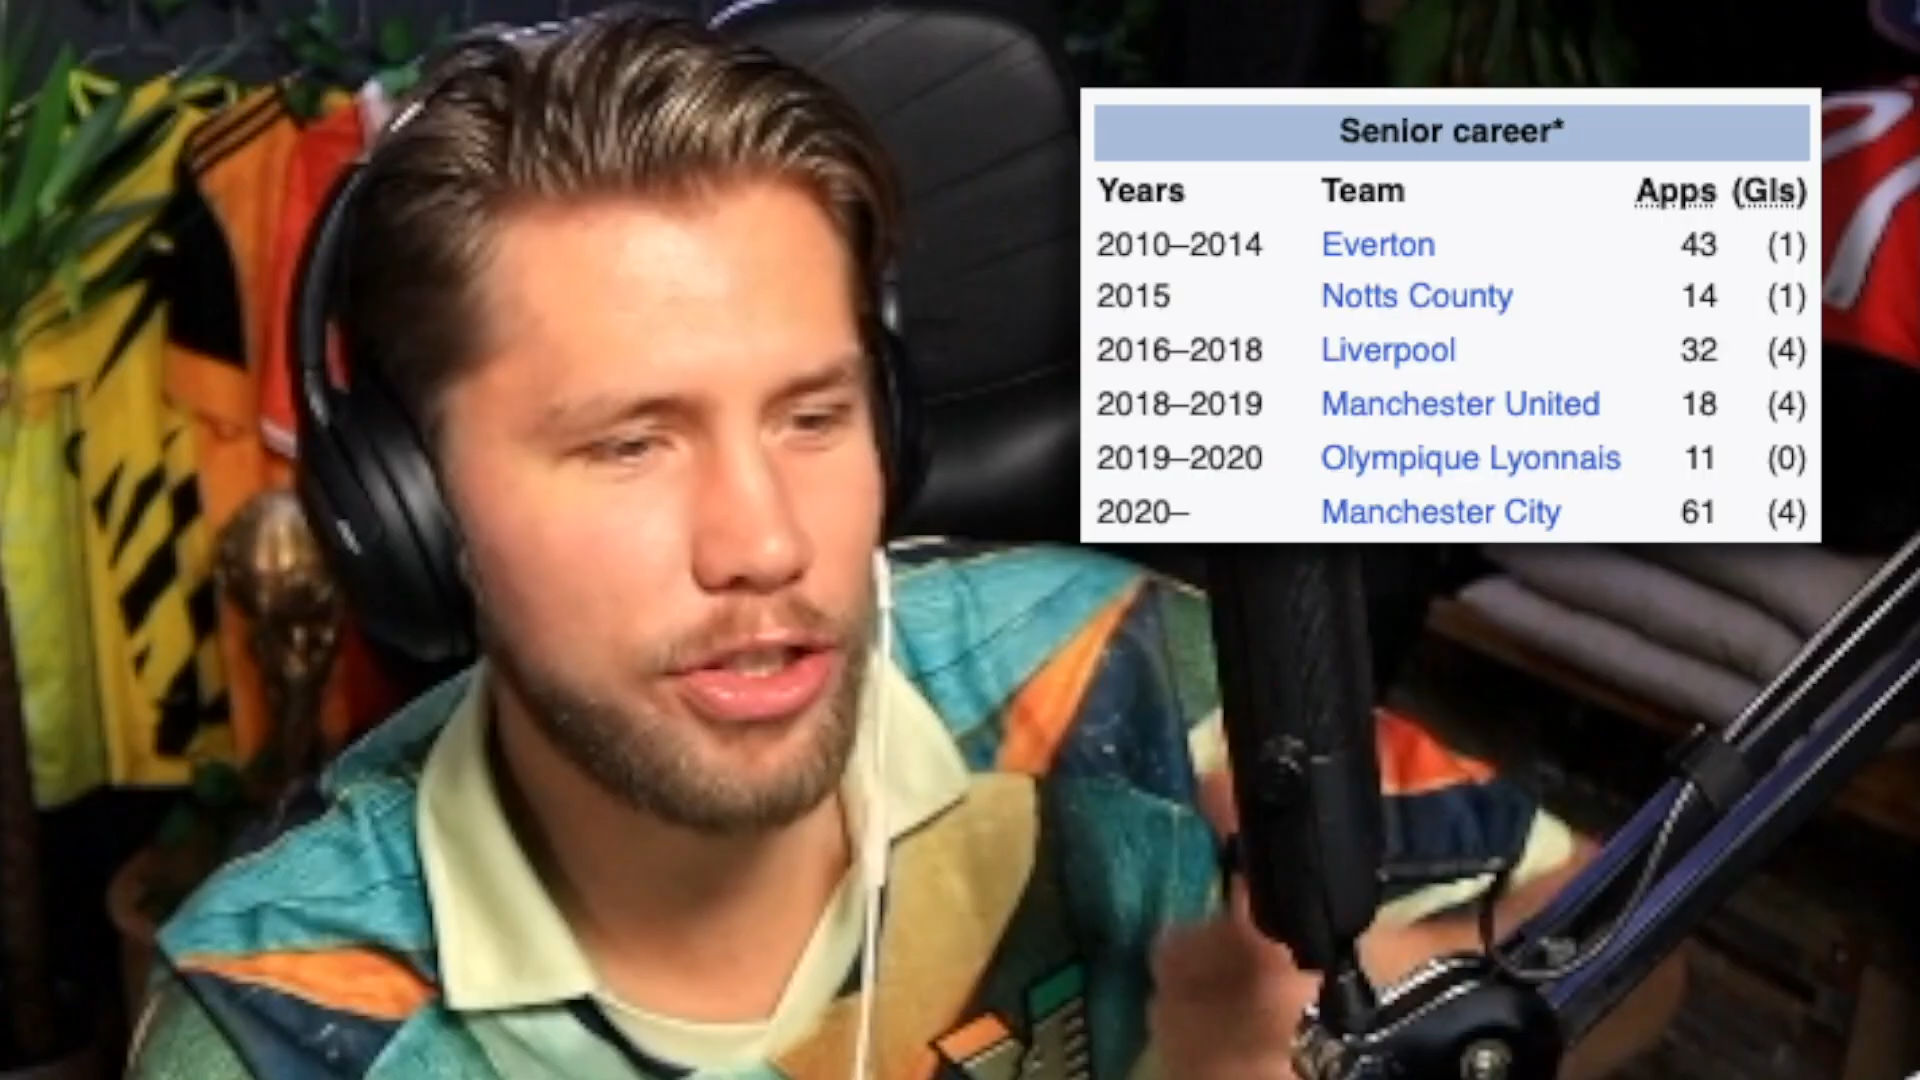 Senior career*
Years Team Apps (Gls)
2010–2014 Everton 43 (1)
2015 Notts County 14 (1)
2016–2018 Liverpool 32 (4)
2018–2019 Manchester United 18 (4)
2019–2020 Olympique Lyonnais 11 (0)
2020– Manchester City 61 (4)